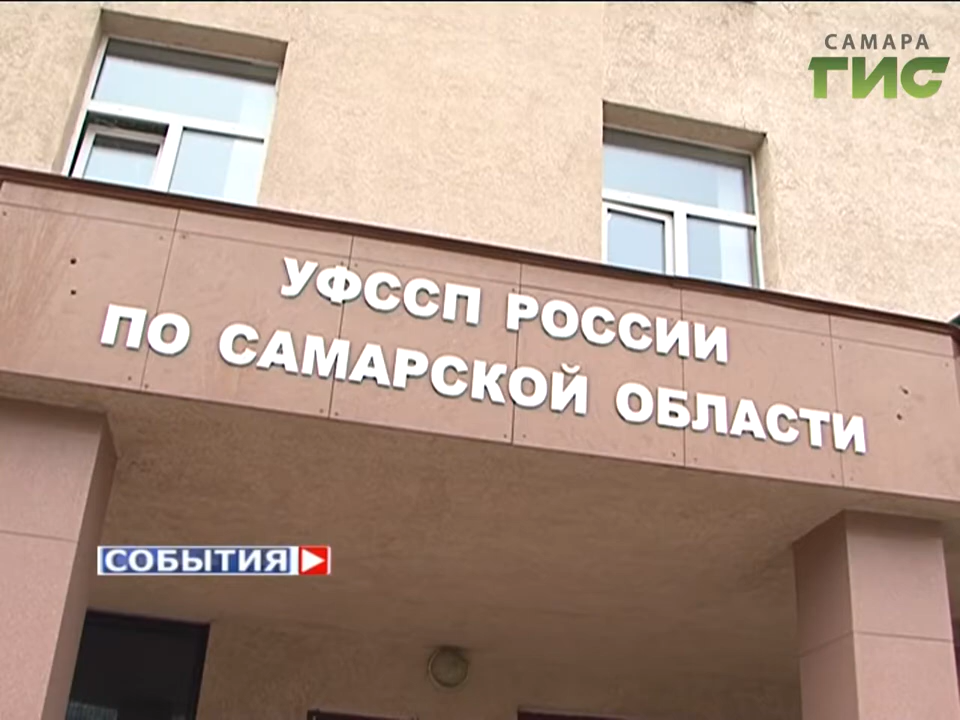 САМАРА
ГИС
УФССП РОССИИ
ПО САМАРСКОЙ ОБЛАСТИ
СОБЫТИЯ